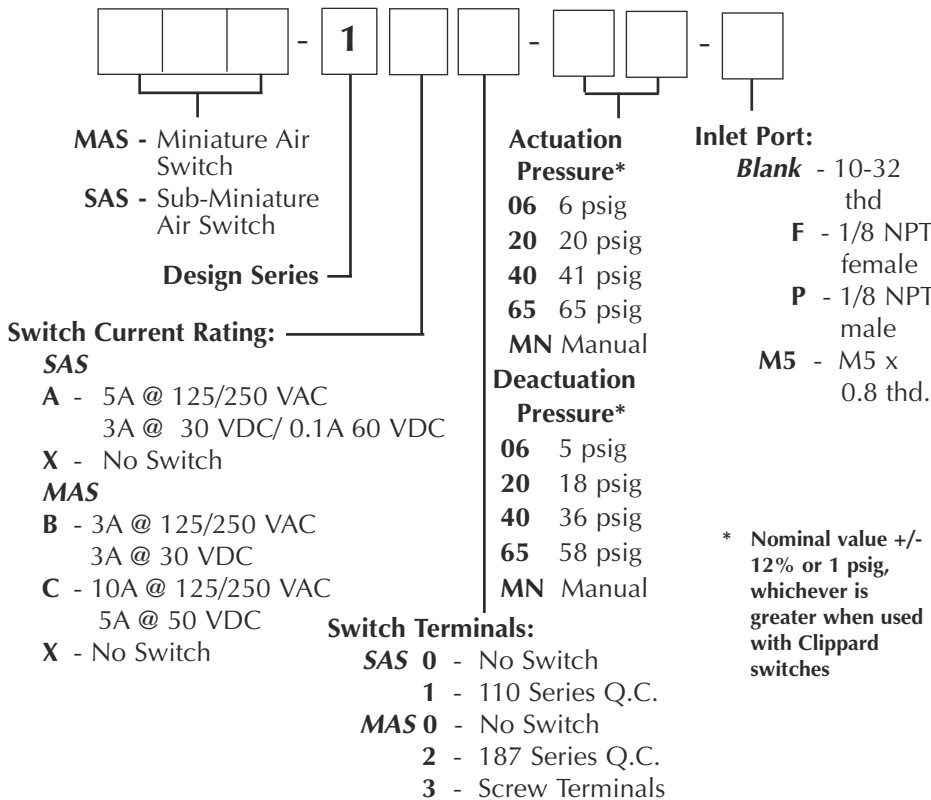 - 1 - -
MAS - Miniature Air
Switch
SAS - Sub-Miniature
Air Switch
Design Series
Switch Current Rating:
SAS
A - 5A @ 125/250 VAC
3A @ 30 VDC/ 0.1A 60 VDC
X - No Switch
MAS
B - 3A @ 125/250 VAC
3A @ 30 VDC
C - 10A @ 125/250 VAC
5A @ 50 VDC
X - No Switch
Switch Terminals:
SAS 0 - No Switch
1 - 110 Series Q.C.
MAS 0 - No Switch
2 - 187 Series Q.C.
3 - Screw Terminals
Actuation
Pressure*
06 6 psig
20 20 psig
40 41 psig
65 65 psig
MN Manual
Deactuation
Pressure*
06 5 psig
20 18 psig
40 36 psig
65 58 psig
MN Manual
Inlet Port:
Blank - 10-32
thd
F - 1/8 NPT
female
P - 1/8 NPT
male
M5 - M5 x
0.8 thd.
* Nominal value +/-
12% or 1 psig,
whichever is
greater when used
with Clippard
switches